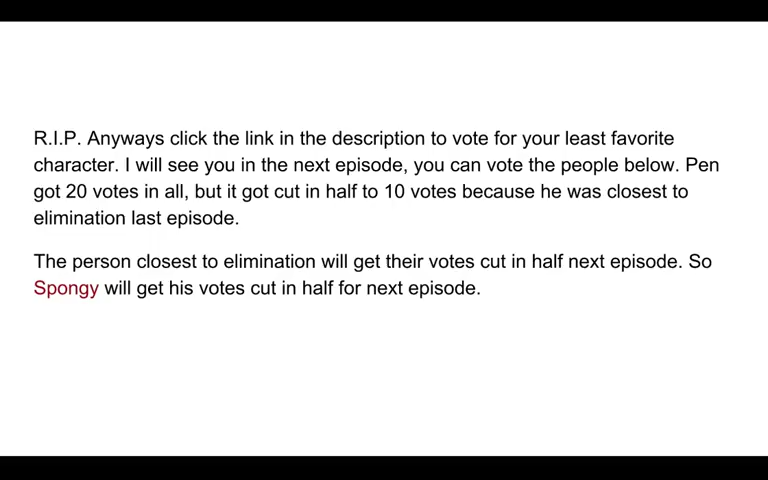 R.I.P. Anyways click the link in the description to vote for your least favorite
character. I will see you in the next episode, you can vote the people below. Pen
got 20 votes in all, but it got cut in half to 10 votes because he was closest to
elimination last episode.
The person closest to elimination will get their votes cut in half next episode. So
Spongy will get his votes cut in half for next episode.